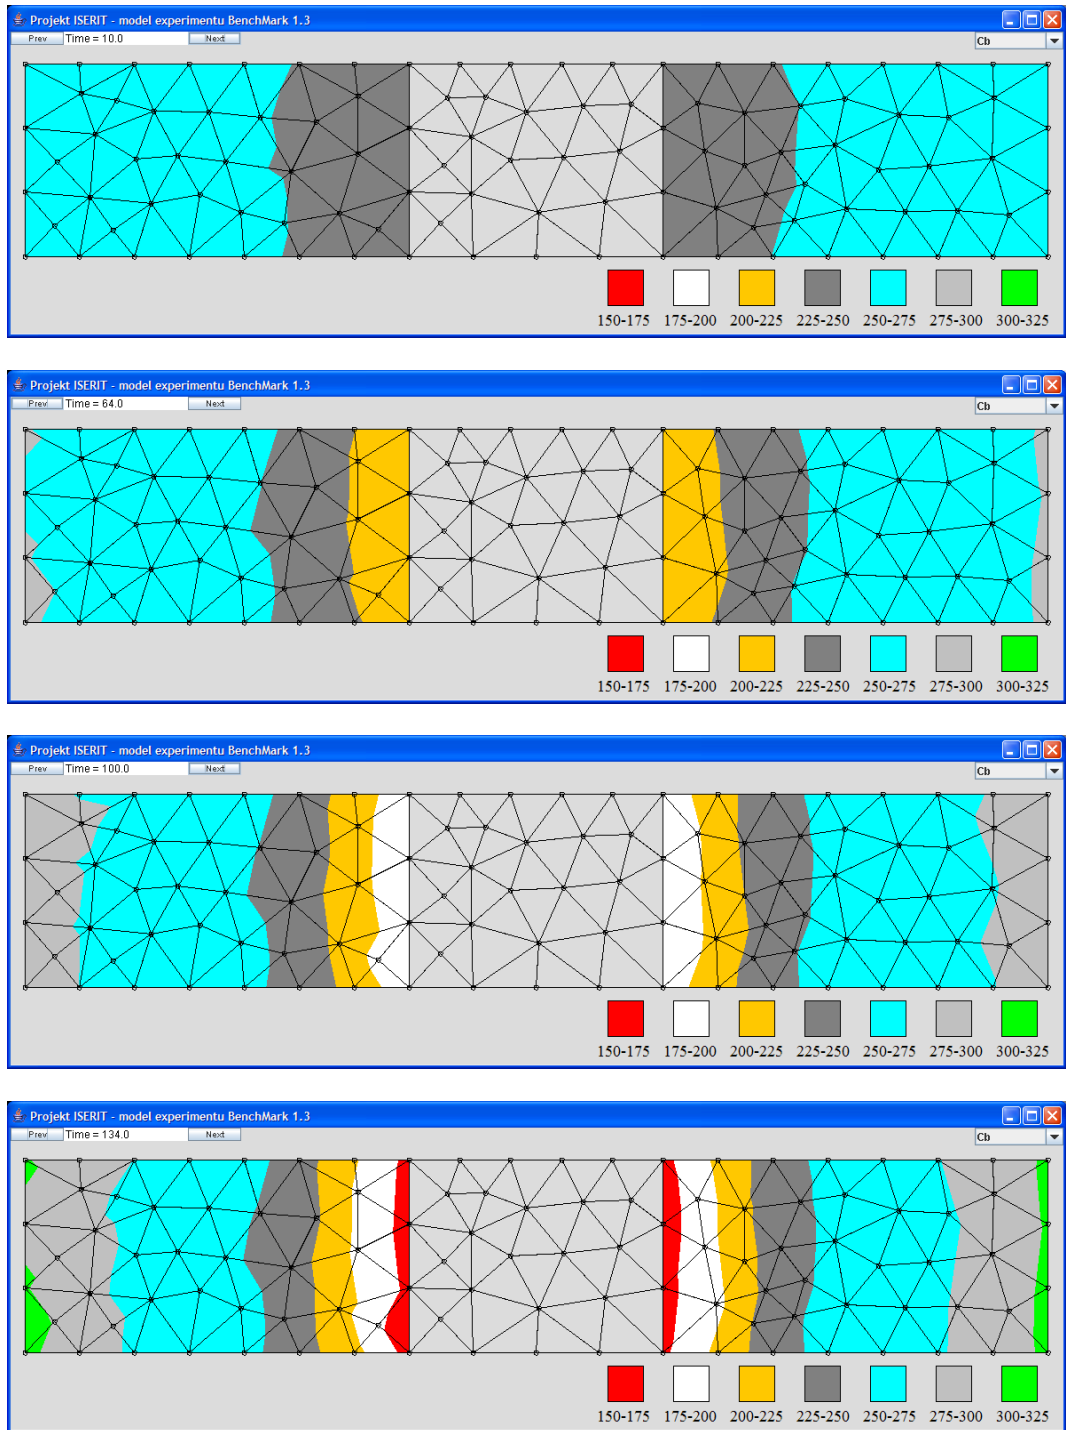 Projekt ISERIT - model experimentu BenchMark 1.3
Prev Time = 10.0 Next Cb
150-175 175-200 200-225 225-250 250-275 275-300 300-325
Projekt ISERIT - model experimentu BenchMark 1.3
Prev Time = 64.0 Next Cb
150-175 175-200 200-225 225-250 250-275 275-300 300-325
Projekt ISERIT - model experimentu BenchMark 1.3
Prev Time = 100.0 Next Cb
150-175 175-200 200-225 225-250 250-275 275-300 300-325
Projekt ISERIT - model experimentu BenchMark 1.3
Prev Time = 134.0 Next Cb
150-175 175-200 200-225 225-250 250-275 275-300 300-325